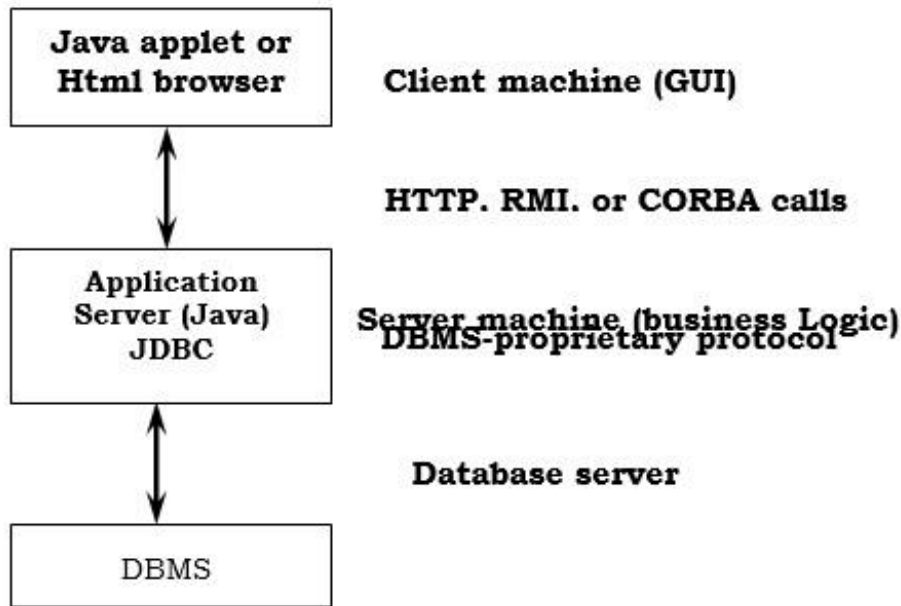 Java applet or
Html browser
Client machine (GUI)
HTTP. RMI. or CORBA calls
Application
Server (Java)
JDBC
Server machine (business Logic)
DBMS-proprietary protocol
Database server
DBMS